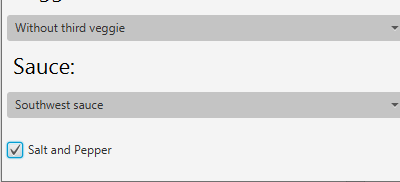 Without third veggie
Sauce:
Southwest sauce
Salt and Pepper